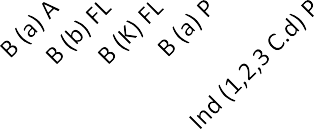 B (a) A
B (b) FL
B (K) FL
B (a) P
Ind (1,2,3 C.d) P